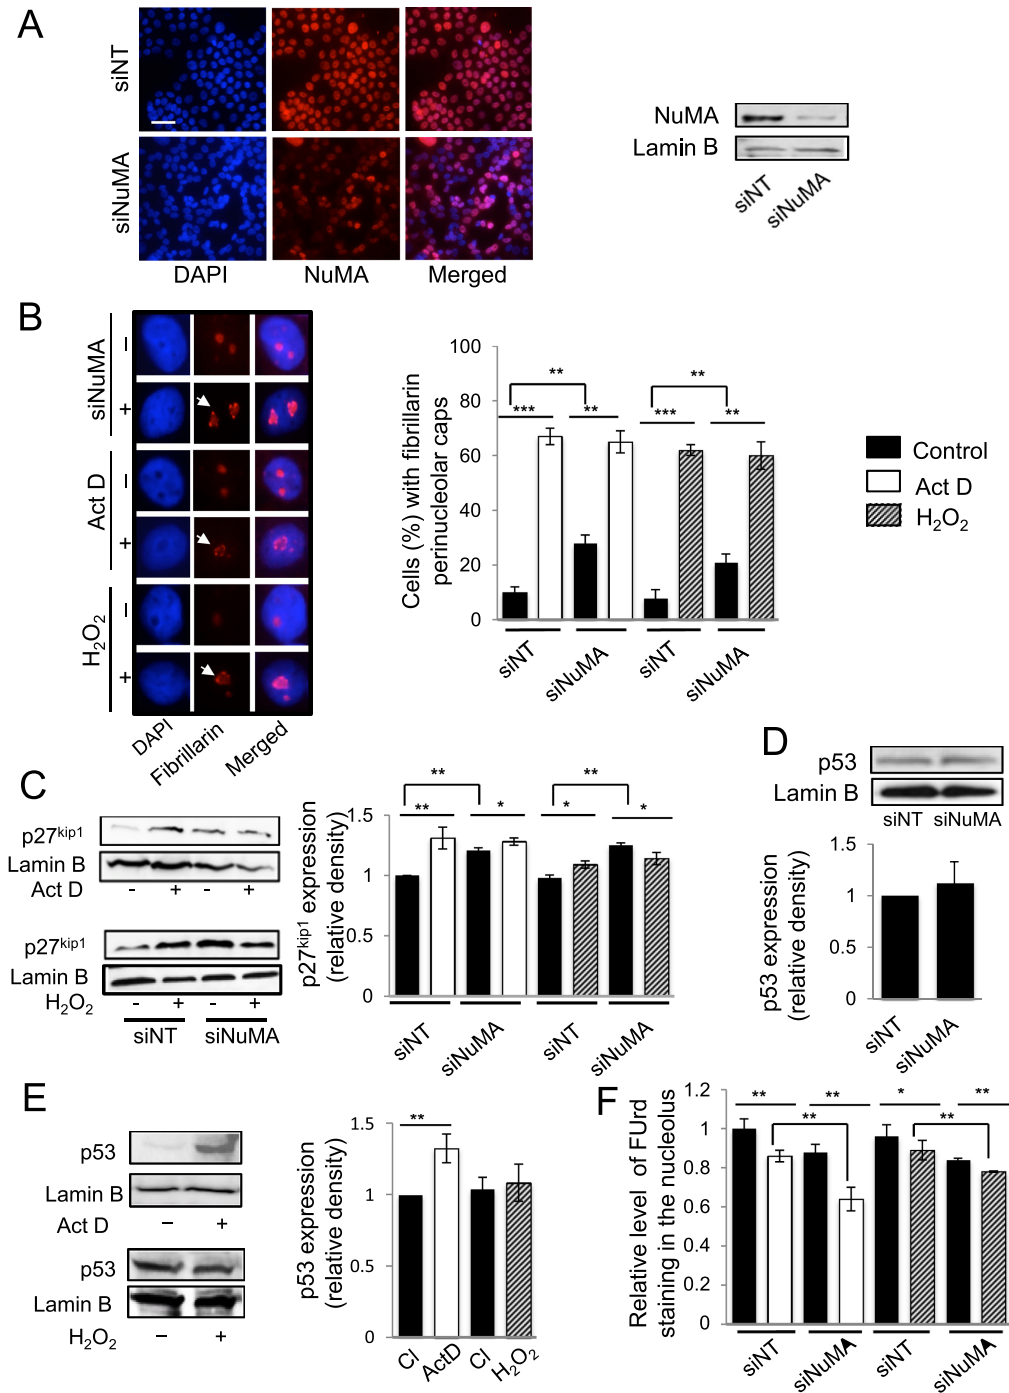 A
siNT
siNuMA
DAPI
NuMA
Merged
NuMA
Lamin B
siNT
siNuMA
B
siNuMA
–
+
Act D
–
+
H₂O₂
–
+
DAPI
Fibrillarin
Merged
Cells (%) with fibrillarin
perinucleolar caps
100
80
60
40
20
0
***
**
**
***
**
**
siNT
siNuMA
siNT
siNuMA
Control
Act D
H₂O₂
C
p27ᵏⁱᵖ¹
Lamin B
Act D - + - +
p27ᵏⁱᵖ¹
Lamin B
H₂O₂ - + - +
siNT siNuMA
p27ᵏⁱᵖ¹ expression
(relative density)
1.5
1
0.5
0
**
**
*
**
*
*
siNT
siNuMA
siNT
siNuMA
D
p53
Lamin B
siNT siNuMA
p53 expression
(relative density)
1.5
1
0.5
0
siNT
siNuMA
E
p53
Lamin B
Act D – +
p53
Lamin B
H₂O₂ – +
p53 expression
(relative density)
1.5
1
0.5
0
**
Cl
ActD
Cl
H₂O₂
F
Relative level of FUrd
staining in the nucleolus
1.2
1
0.8
0.6
0.4
0.2
0
**
**
**
*
**
**
siNT
siNuMA
siNT
siNuMA